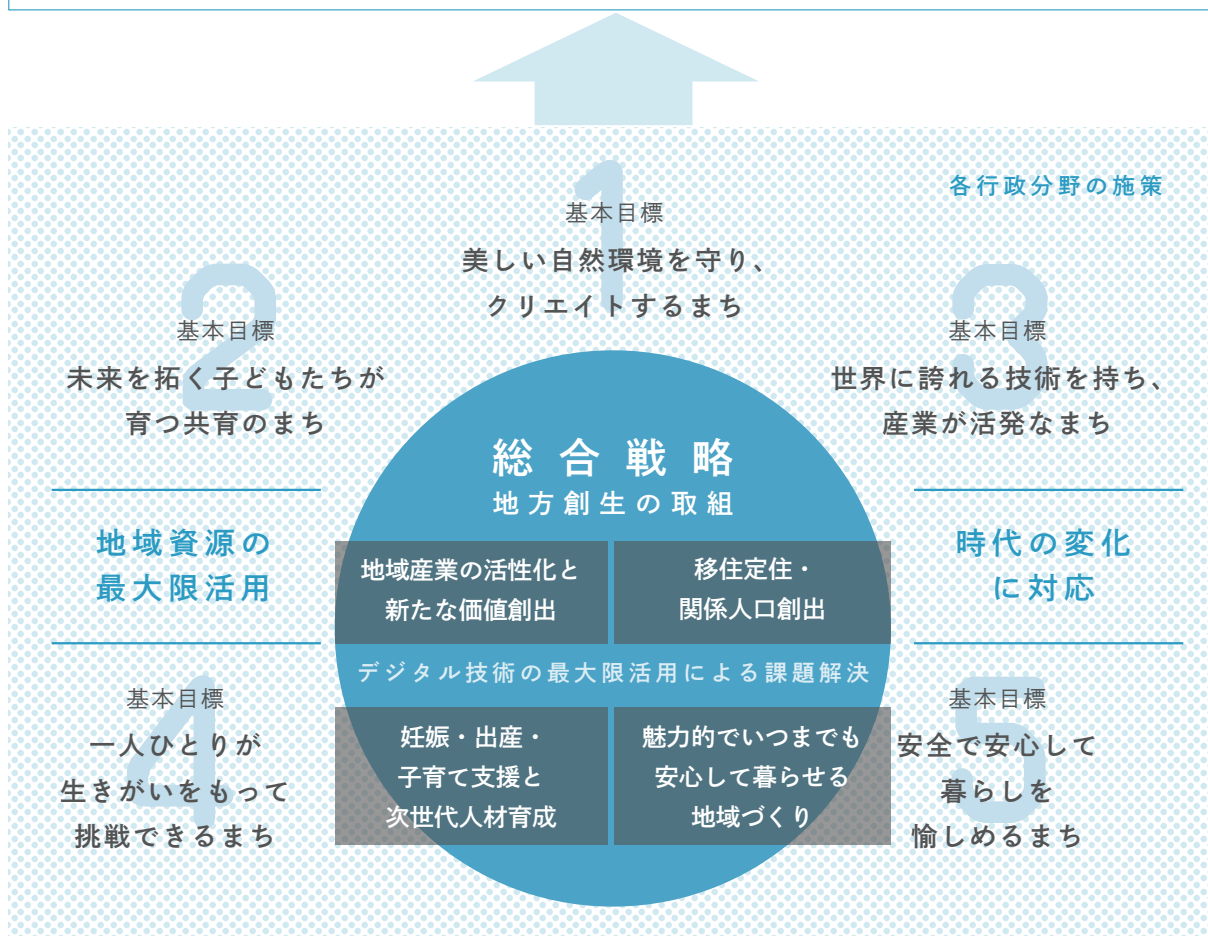 各行政分野の施策
1
基本目標
美しい自然環境を守り、
クリエイトするまち
2
基本目標
未来を拓く子どもたちが
育つ共育のまち
3
基本目標
世界に誇れる技術を持ち、
産業が活発なまち
総合戦略
地方創生の取組
地域資源の
最大限活用
時代の変化
に対応
地域産業の活性化と
新たな価値創出
移住定住・
関係人口創出
デジタル技術の最大限活用による課題解決
妊娠・出産・
子育て支援と
次世代人材育成
魅力的でいつまでも
安心して暮らせる
地域づくり
4
基本目標
一人ひとりが
生きがいをもって
挑戦できるまち
5
基本目標
安全で安心して
暮らしを
愉しめるまち